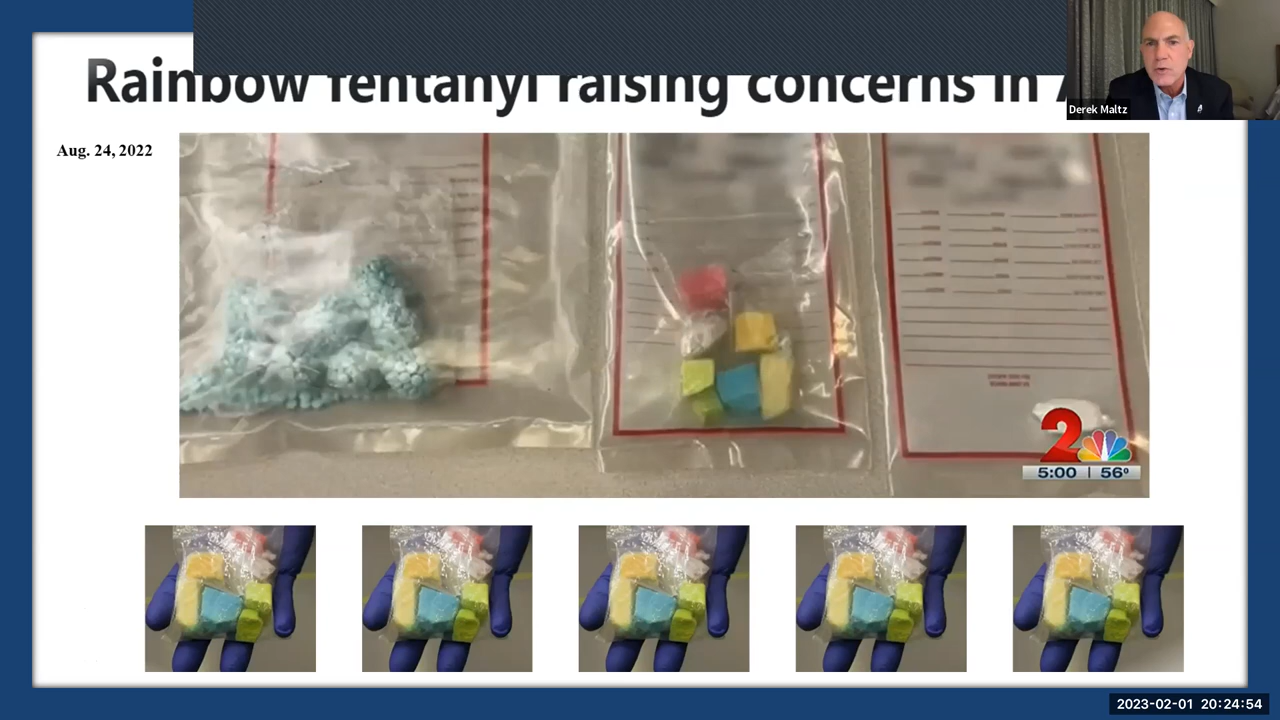 Rainbow fentanyl raising concerns in
Derek Maltz
Aug. 24, 2022
2
5:00 | 56°
2023-02-01 20:24:54